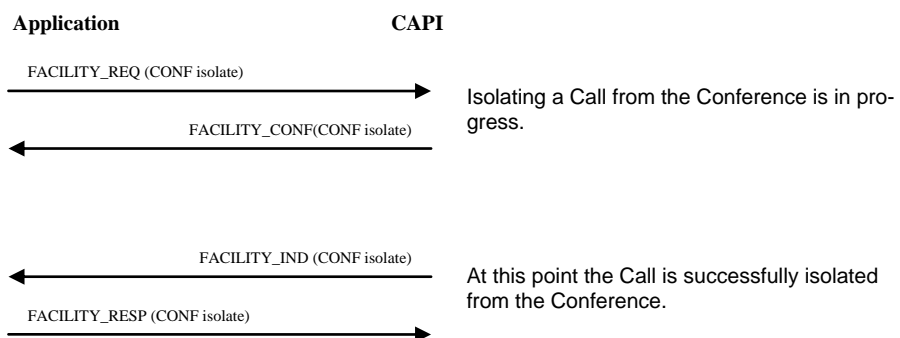 Application CAPI
FACILITY_REQ (CONF isolate)
Isolating a Call from the Conference is in pro-
gress.
FACILITY_CONF(CONF isolate)
FACILITY_IND (CONF isolate)
At this point the Call is successfully isolated
from the Conference.
FACILITY_RESP (CONF isolate)